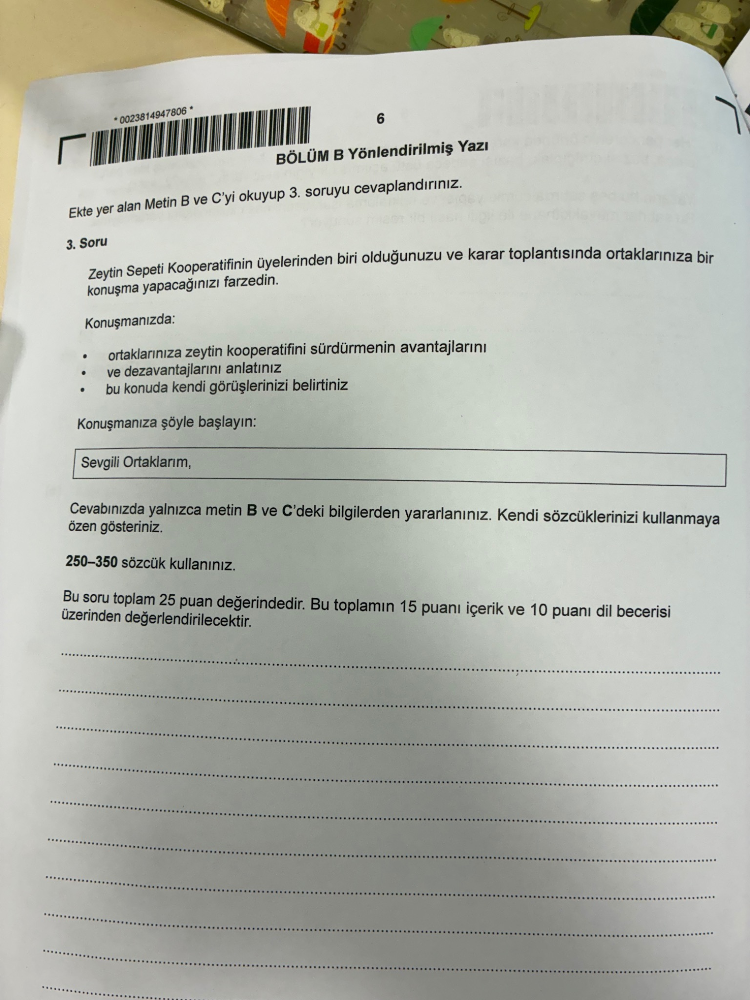 *0023814947806*
6
BÖLÜM B Yönlendirilmiş Yazı
Ekte yer alan Metin B ve C'yi okuyup 3. soruyu cevaplandırınız.
3. Soru
Zeytin Sepeti Kooperatifinin üyelerinden biri olduğunuzu ve karar toplantısında ortaklarınıza bir
konuşma yapacağınızı farzedin.
Konuşmanızda:
• ortaklarınıza zeytin kooperatifini sürdürmenin avantajlarını
• ve dezavantajlarını anlatınız
• bu konuda kendi görüşlerinizi belirtiniz
Konuşmanıza şöyle başlayın:
Sevgili Ortaklarım,
Cevabınızda yalnızca metin B ve C'deki bilgilerden yararlanınız. Kendi sözcüklerinizi kullanmaya
özen gösteriniz.
250–350 sözcük kullanınız.
Bu soru toplam 25 puan değerindedir. Bu toplamın 15 puanı içerik ve 10 puanı dil becerisi
üzerinden değerlendirilecektir.